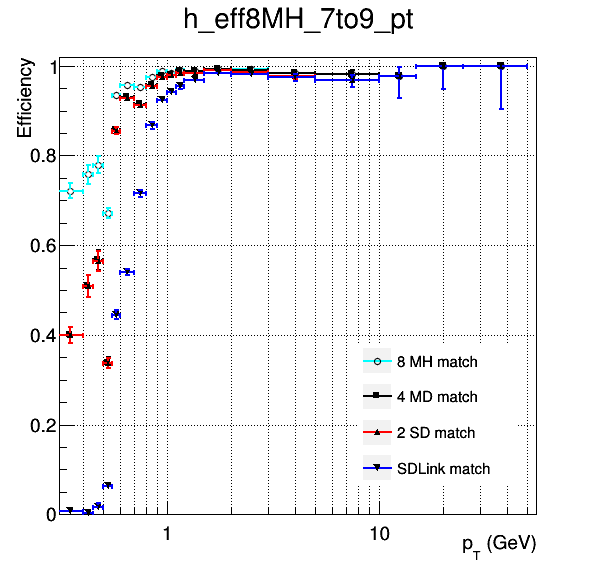 h_eff8MH_7to9_pt
Efficiency
1
0.8
0.6
0.4
0.2
0
8 MH match
4 MD match
2 SD match
SDLink match
1
10
p_T (GeV)